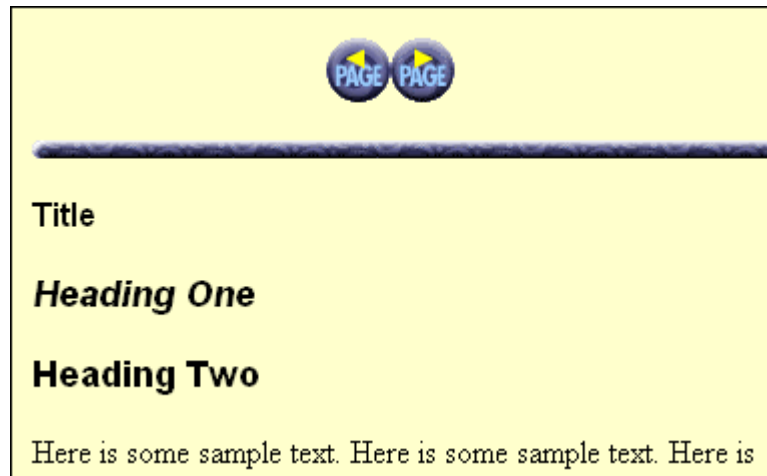 PAGE PAGE
Title
Heading One
Heading Two
Here is some sample text. Here is some sample text. Here is